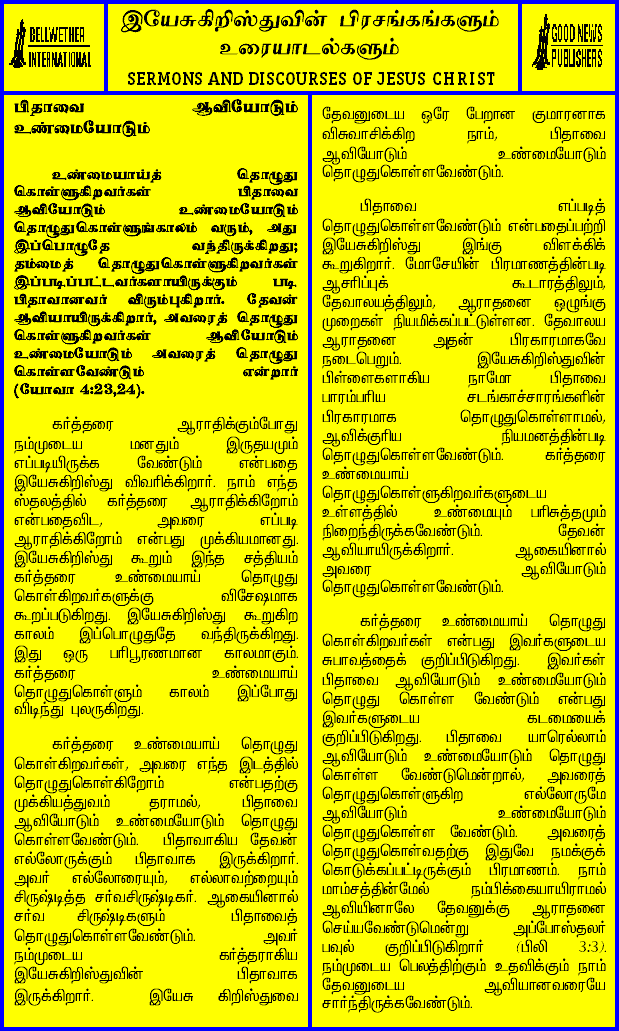 BELLWETHER
INTERNATIONAL
இயேசுகிறிஸ்துவின் பிரசங்கங்களும்
உரையாடல்களும்
SERMONS AND DISCOURSES OF JESUS CHRIST
GOOD NEWS
PUBLISHERS
பிதாவை ஆவியோடும்
உண்மையோடும்
உண்மையாய்த் தொழுது
கொள்ளுகிறவர்கள் பிதாவை
ஆவியோடும் உண்மையோடும்
தொழுதுகொள்ளுங்காலம் வரும், அது
இப்பொழுதே வந்திருக்கிறது;
தம்மைத் தொழுதுகொள்ளுகிறவர்கள்
இப்படிப்பட்டவர்களாயிருக்கும் படி
பிதாவானவர் விரும்புகிறார். தேவன்
ஆவியாயிருக்கிறார், அவரைத் தொழுது
கொள்ளுகிறவர்கள் ஆவியோடும்
உண்மையோடும் அவரைத் தொழுது
கொள்ளவேண்டும் என்றார்
(யோவா 4:23,24).
கர்த்தரை ஆராதிக்கும்போது
நம்முடைய மனதும் இருதயமும்
எப்படியிருக்க வேண்டும் என்பதை
இயேசுகிறிஸ்து விவரிக்கிறார். நாம் எந்த
ஸ்தலத்தில் கர்த்தரை ஆராதிக்கிறோம்
என்பதைவிட, அவரை எப்படி
ஆராதிக்கிறோம் என்பது முக்கியமானது.
இயேசுகிறிஸ்து கூறும் இந்த சத்தியம்
கர்த்தரை உண்மையாய் தொழுது
கொள்கிறவர்களுக்கு விசேஷமாக
கூறப்படுகிறது. இயேசுகிறிஸ்து கூறுகிற
காலம் இப்பொழுதுதே வந்திருக்கிறது.
இது ஒரு பரிபூரணமான காலமாகும்.
கர்த்தரை உண்மையாய்
தொழுதுகொள்ளும் காலம் இப்போது
விடிந்து புலருகிறது.
கர்த்தரை உண்மையாய் தொழுது
கொள்கிறவர்கள், அவரை எந்த இடத்தில்
தொழுதுகொள்கிறோம் என்பதற்கு
முக்கியத்துவம் தராமல், பிதாவை
ஆவியோடும் உண்மையோடும் தொழுது
கொள்ளவேண்டும். பிதாவாகிய தேவன்
எல்லோருக்கும் பிதாவாக இருக்கிறார்.
அவர் எல்லோரையும், எல்லாவற்றையும்
சிருஷ்டித்த சர்வசிருஷ்டிகர். ஆகையினால்
சர்வ சிருஷ்டிகளும் பிதாவைத்
தொழுதுகொள்ளவேண்டும். அவர்
நம்முடைய கர்த்தராகிய
இயேசுகிறிஸ்துவின் பிதாவாக
இருக்கிறார். இயேசு கிறிஸ்துவை
தேவனுடைய ஒரே பேறான குமாரனாக
விசுவாசிக்கிற நாம், பிதாவை
ஆவியோடும் உண்மையோடும்
தொழுதுகொள்ளவேண்டும்.
பிதாவை எப்படித்
தொழுதுகொள்ளவேண்டும் என்பதைப்பற்றி
இயேசுகிறிஸ்து இங்கு விளக்கிக்
கூறுகிறார். மோசேயின் பிரமாணத்தின்படி
ஆசரிப்புக் கூடாரத்திலும்,
தேவாலயத்திலும், ஆராதனை ஒழுங்கு
முறைகள் நியமிக்கப்பட்டுள்ளன. தேவாலய
ஆராதனை அதன் பிரகாரமாகவே
நடைபெறும். இயேசுகிறிஸ்துவின்
பிள்ளைகளாகிய நாமோ பிதாவை
பாரம்பரிய சடங்காச்சாரங்களின்
பிரகாரமாக தொழுதுகொள்ளாமல்,
ஆவிக்குரிய நியமனத்தின்படி
தொழுதுகொள்ளவேண்டும். கர்த்தரை
உண்மையாய்
தொழுதுகொள்ளுகிறவர்களுடைய
உள்ளத்தில் உண்மையும் பரிசுத்தமும்
நிறைந்திருக்கவேண்டும். தேவன்
ஆவியாயிருக்கிறார். ஆகையினால்
அவரை ஆவியோடும்
தொழுதுகொள்ளவேண்டும்.
கர்த்தரை உண்மையாய் தொழுது
கொள்கிறவர்கள் என்பது இவர்களுடைய
சுபாவத்தைக் குறிப்பிடுகிறது. இவர்கள்
பிதாவை ஆவியோடும் உண்மையோடும்
தொழுது கொள்ள வேண்டும் என்பது
இவர்களுடைய கடமையைக்
குறிப்பிடுகிறது. பிதாவை யாரெல்லாம்
ஆவியோடும் உண்மையோடும் தொழுது
கொள்ள வேண்டுமென்றால், அவரைத்
தொழுதுகொள்ளுகிற எல்லோருமே
ஆவியோடும் உண்மையோடும்
தொழுதுகொள்ள வேண்டும். அவரைத்
தொழுதுகொள்வதற்கு இதுவே நமக்குக்
கொடுக்கப்பட்டிருக்கும் பிரமாணம். நாம்
மாம்சத்தின்மேல் நம்பிக்கையாயிராமல்
ஆவியினாலே தேவனுக்கு ஆராதனை
செய்யவேண்டுமென்று அப்போஸ்தலர்
பவுல் குறிப்பிடுகிறார் (பிலி 3:3).
நம்முடைய பெலத்திற்கும் உதவிக்கும் நாம்
தேவனுடைய ஆவியானவரையே
சார்ந்திருக்கவேண்டும்.